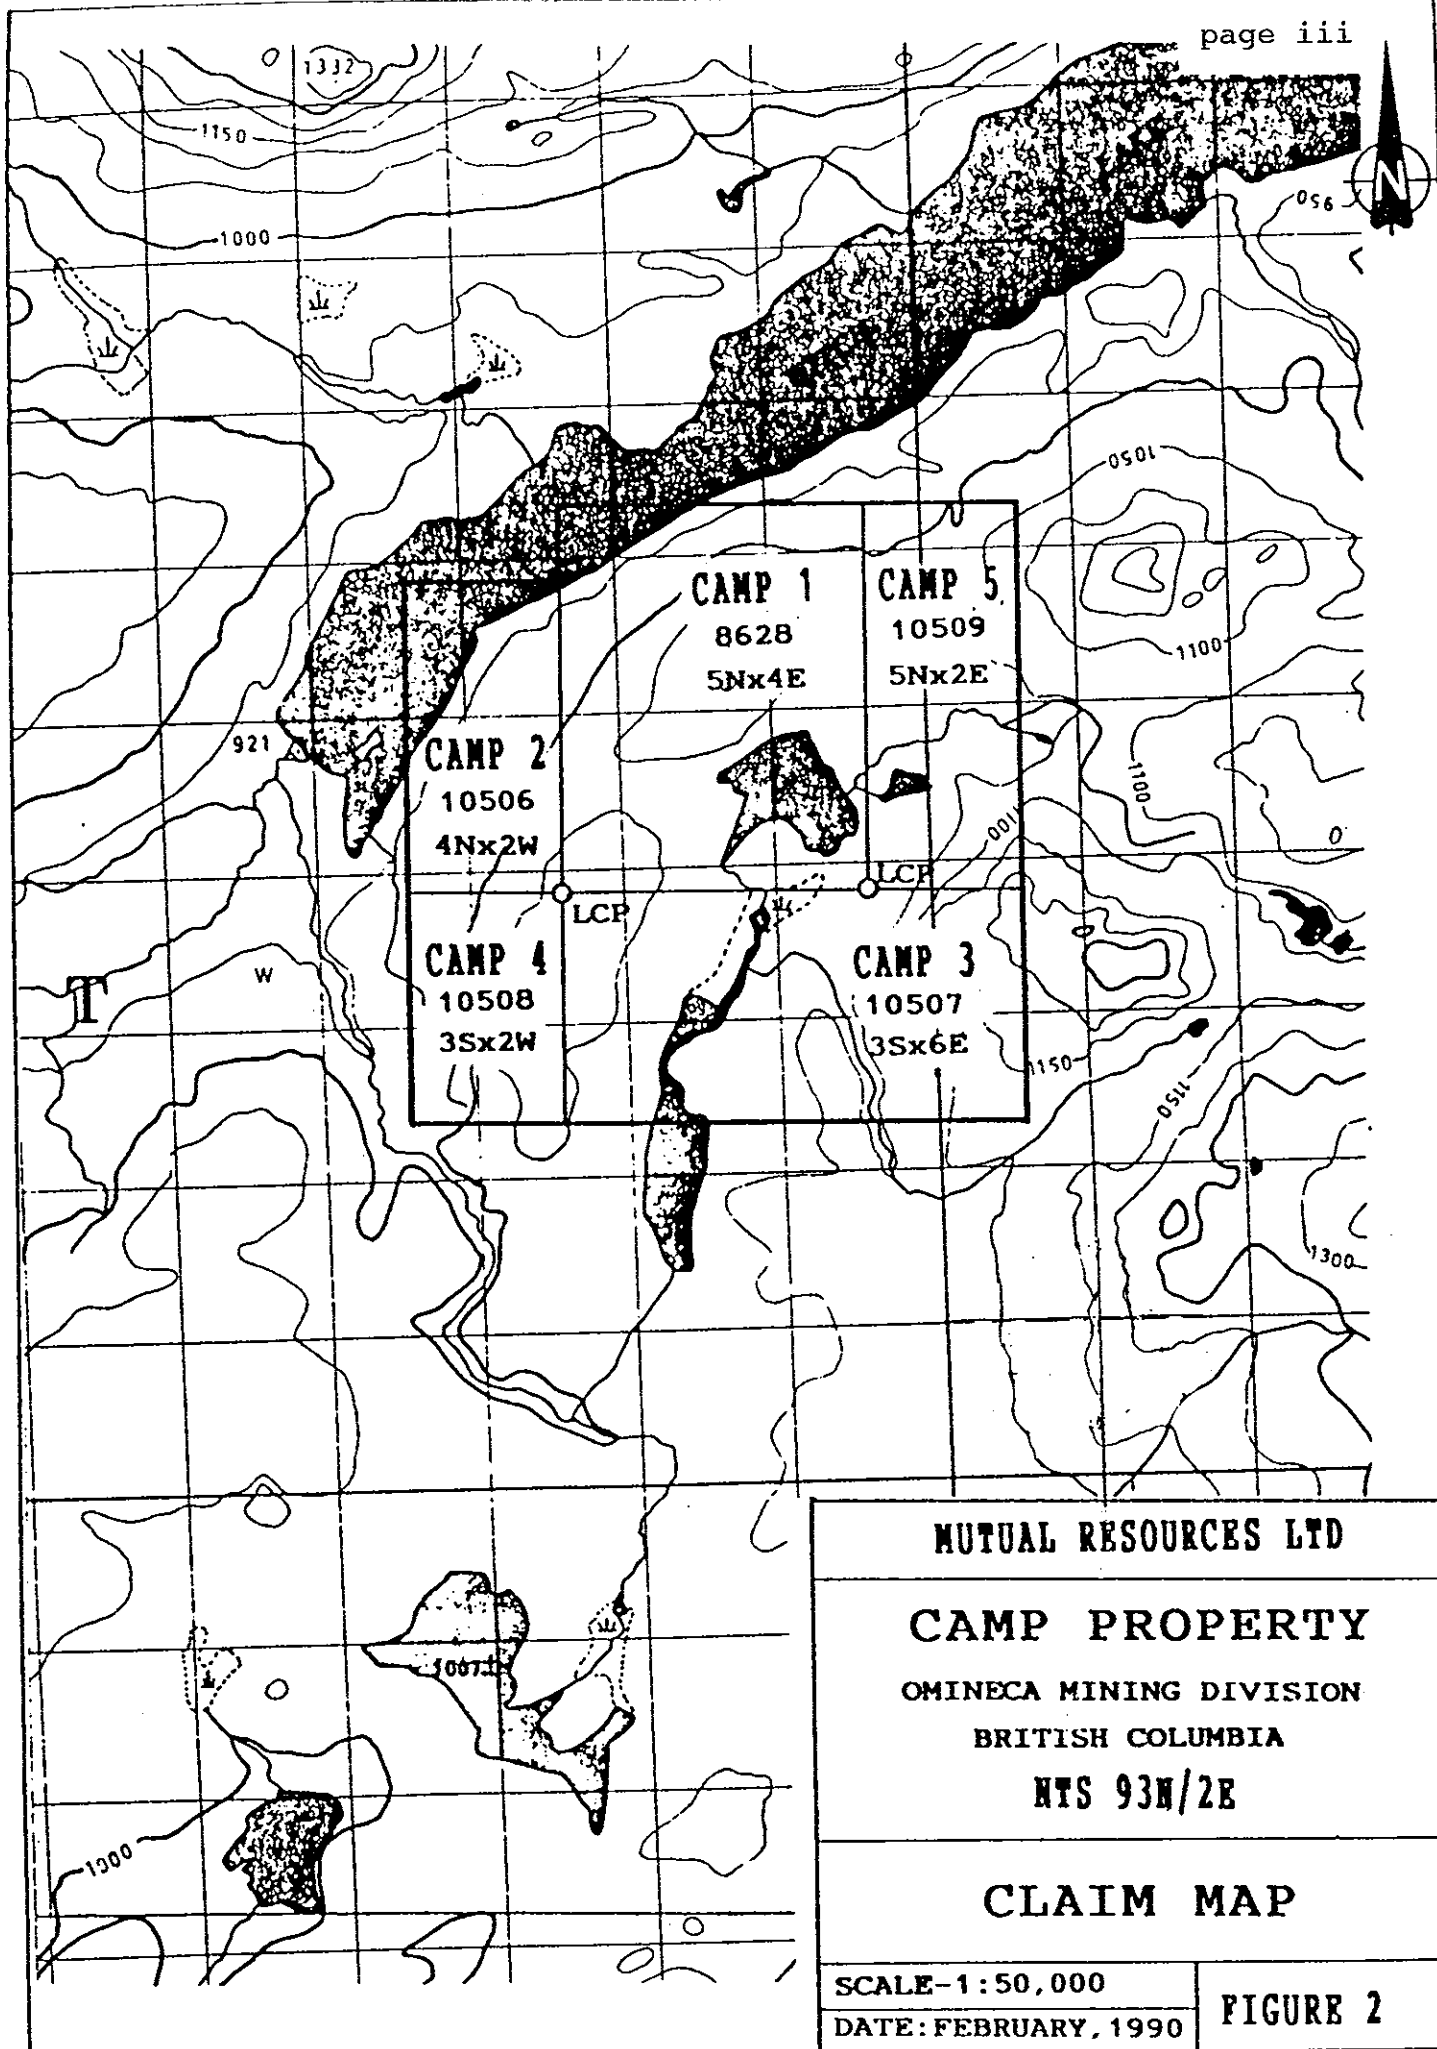 page iii
1332
1150
1000
950
N
1050
1100
CAMP 1
8628
5Nx4E
CAMP 5
10509
5Nx2E
921
CAMP 2
10506
4Nx2W
1100
1100
LCP
LCP
CAMP 4
10508
3Sx2W
CAMP 3
10507
3Sx6E
T
W
1150
1150
1300
1007
1000
MUTUAL RESOURCES LTD
CAMP PROPERTY
OMINECA MINING DIVISION
BRITISH COLUMBIA
NTS 93N/2E
CLAIM MAP
SCALE-1:50,000
DATE:FEBRUARY,1990
FIGURE 2